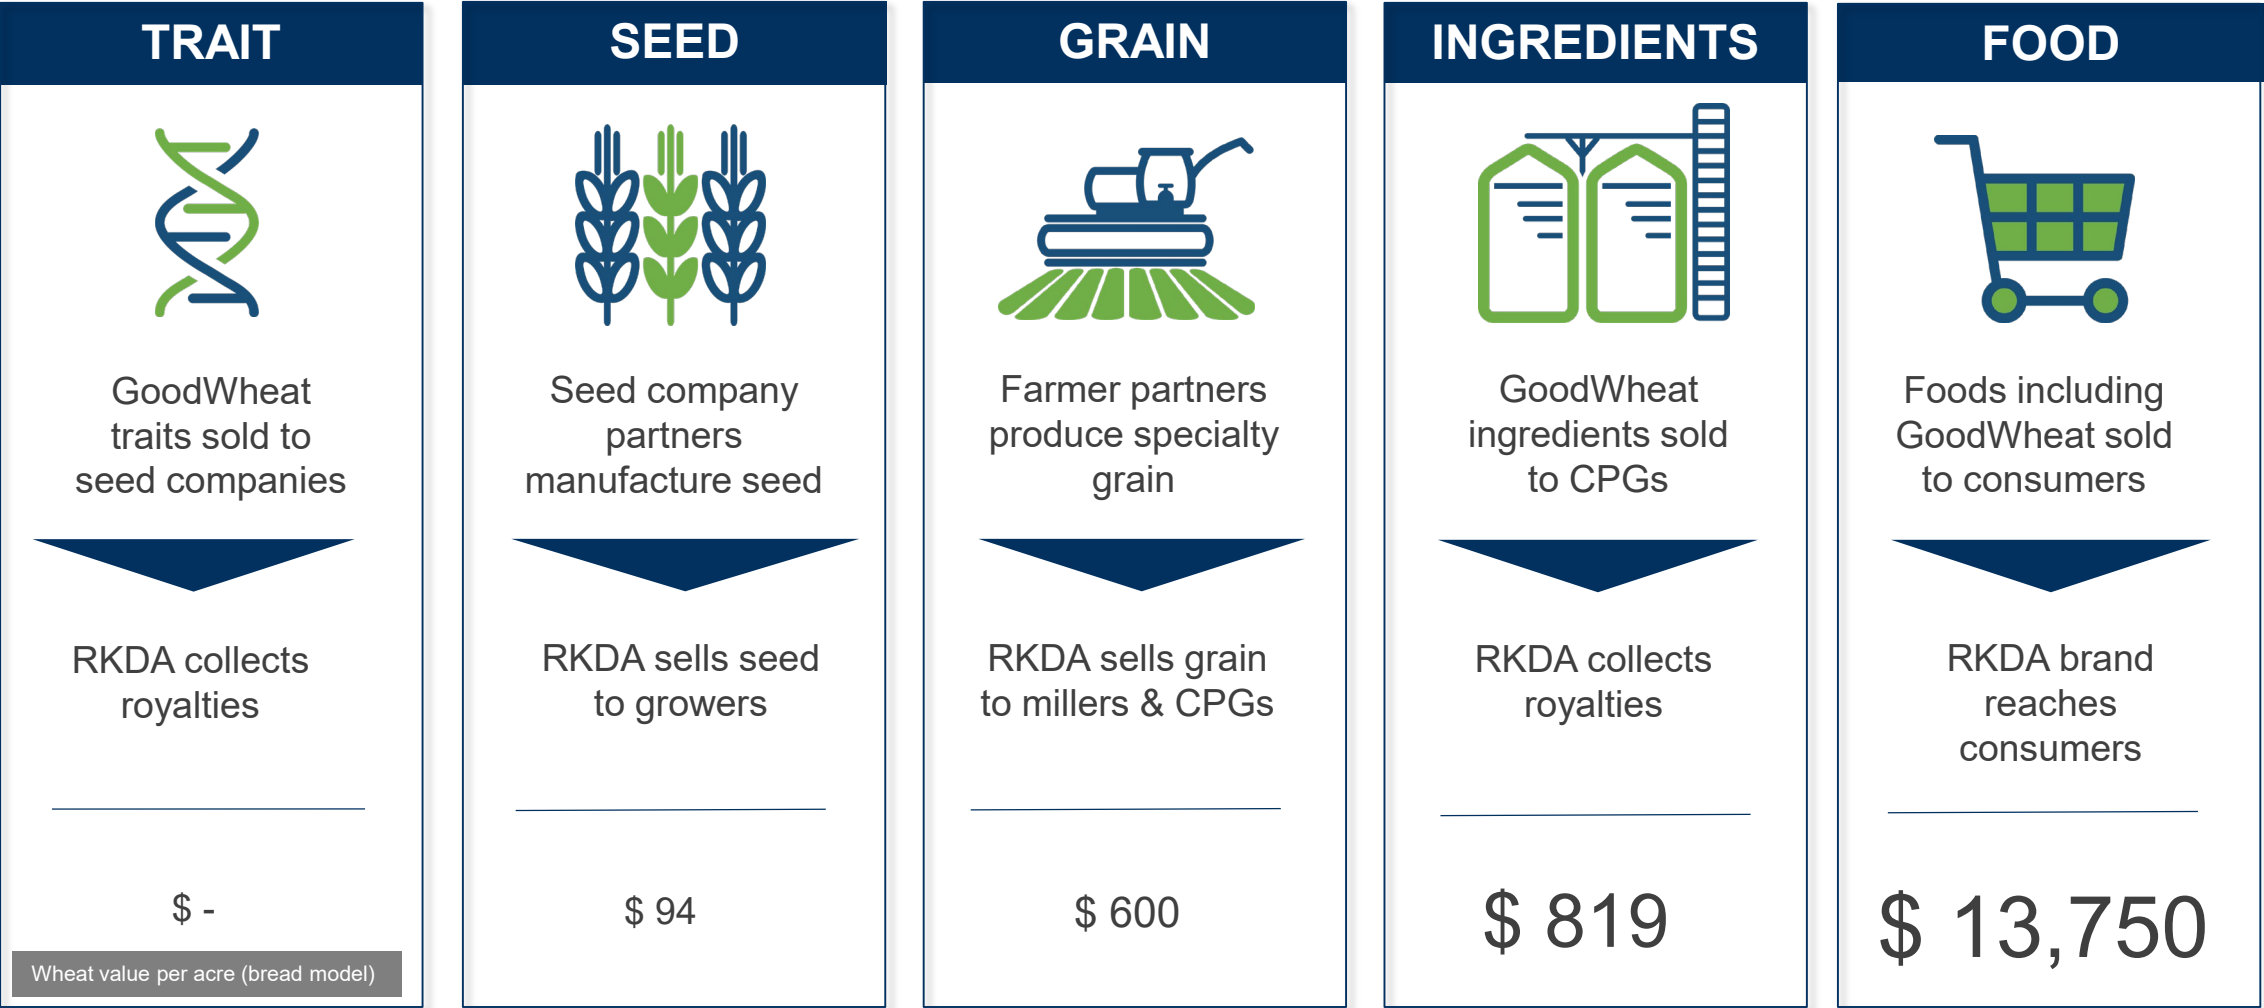 TRAIT
GoodWheat
traits sold to
seed companies
RKDA collects
royalties
$ -
Wheat value per acre (bread model)
SEED
Seed company
partners
manufacture seed
RKDA sells seed
to growers
$ 94
GRAIN
Farmer partners
produce specialty
grain
RKDA sells grain
to millers & CPGs
$ 600
INGREDIENTS
GoodWheat
ingredients sold
to CPGs
RKDA collects
royalties
$ 819
FOOD
Foods including
GoodWheat sold
to consumers
RKDA brand
reaches
consumers
$ 13,750